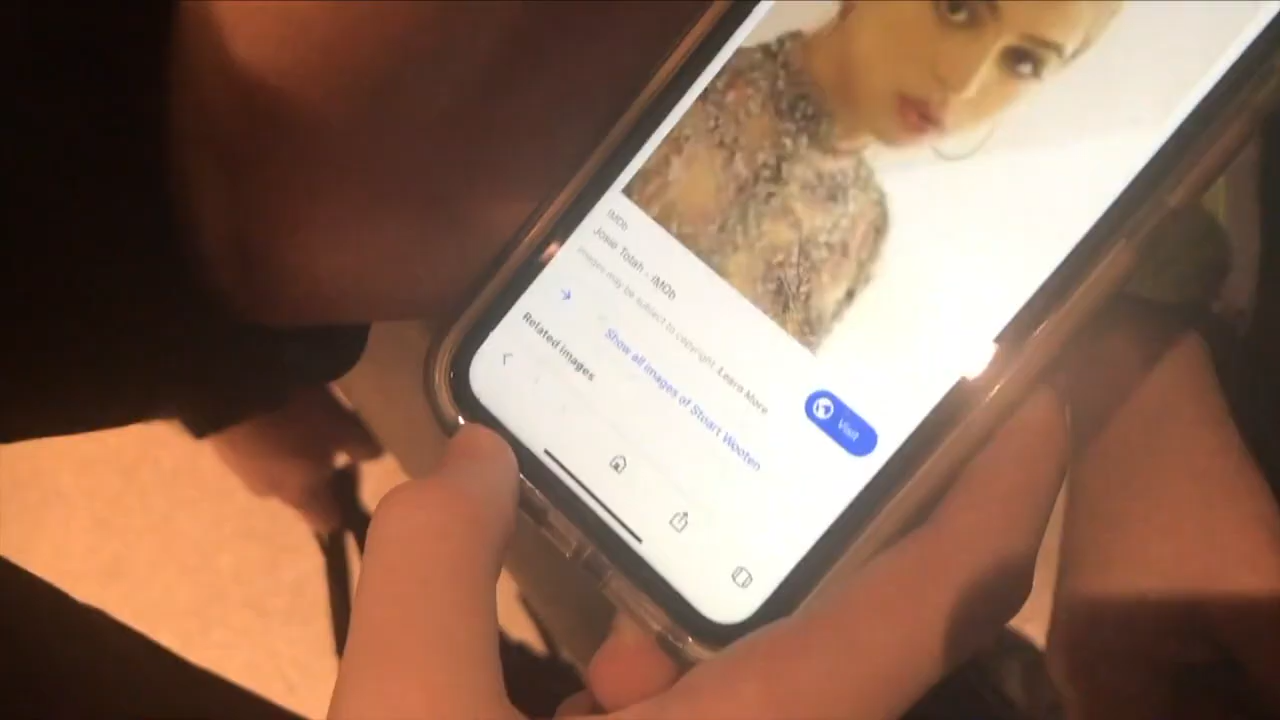 IMDb
Josie Totah - IMDb
Images may be subject to copyright. Learn More
Show all images of Stuart Wooten
Related images
Visit